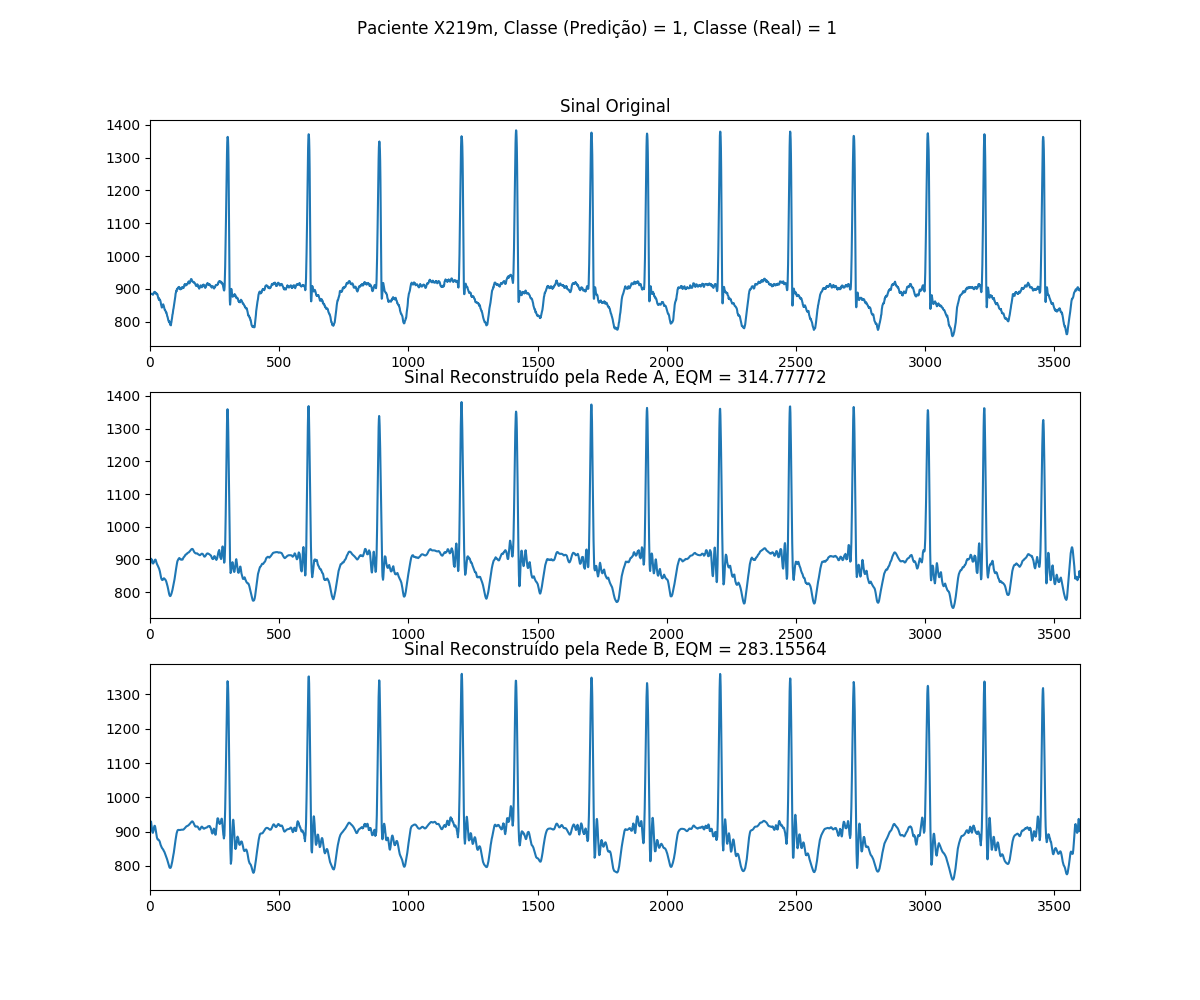 Paciente X219m, Classe (Predição) = 1, Classe (Real) = 1
Sinal Original
1400
1300
1200
1100
1000
900
800
0 500 1000 1500 2000 2500 3000 3500
Sinal Reconstruído pela Rede A, EQM = 314.77772
1400
1300
1200
1100
1000
900
800
0 500 1000 1500 2000 2500 3000 3500
Sinal Reconstruído pela Rede B, EQM = 283.15564
1300
1200
1100
1000
900
800
0 500 1000 1500 2000 2500 3000 3500